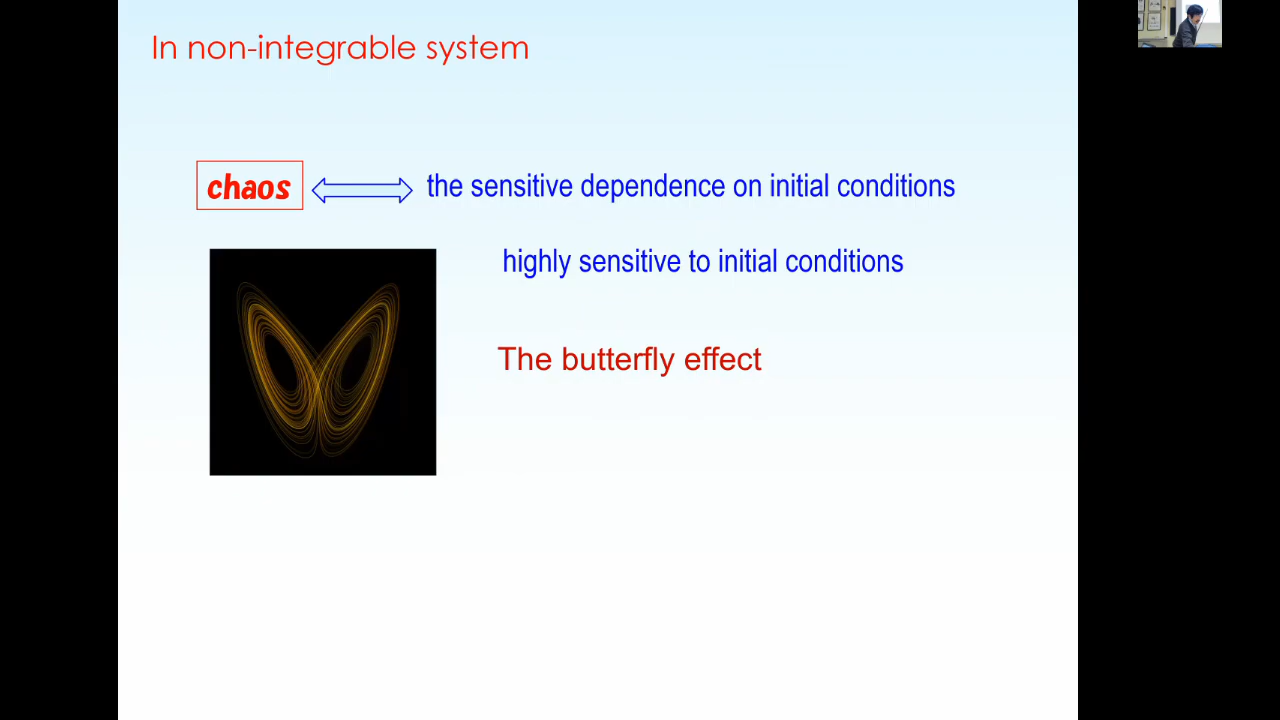 In non-integrable system
chaos
the sensitive dependence on initial conditions
highly sensitive to initial conditions
The butterfly effect